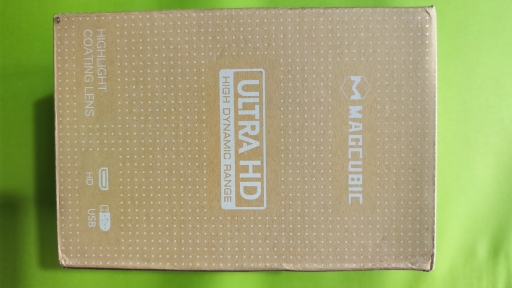 MAGCUBIC
ULTRA HD
HIGH DYNAMIC RANGE
HIGHLIGHT
COATING LENS
HD
USB